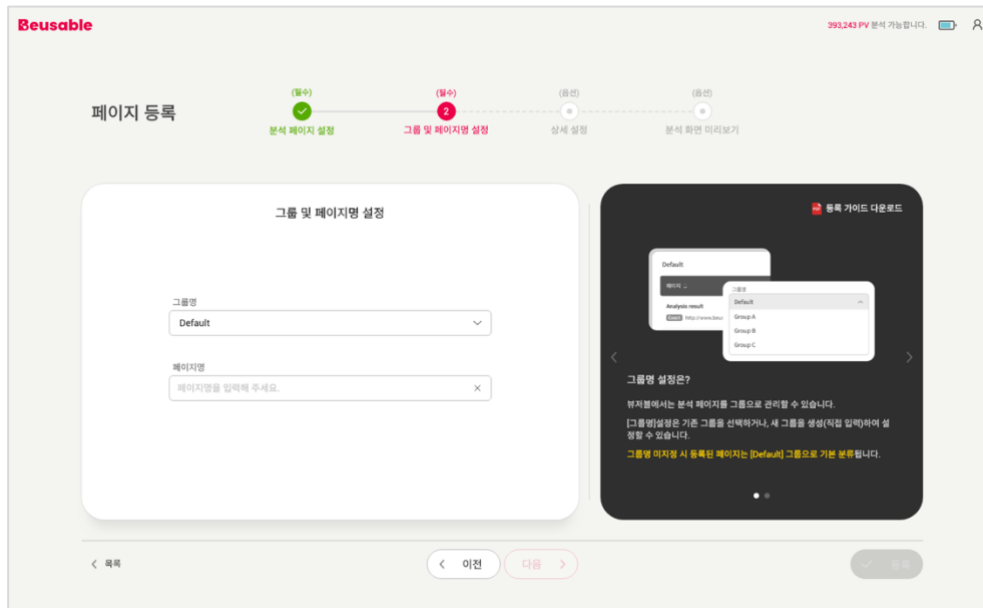 Beusable
393,243 PV 분석 가능합니다.
페이지 등록
(필수)
분석 페이지 설정
(필수)
2
그룹 및 페이지명 설정
(옵션)
상세 설정
(옵션)
분석 화면 미리보기
그룹 및 페이지명 설정
그룹명
Default
페이지명
페이지명을 입력해 주세요.
등록 가이드 다운로드
Default
페이지
Analysis result
http://www.beu
그룹명
Default
Group A
Group B
Group C
그룹명 설정은?
뷰저블에서는 분석 페이지를 그룹으로 관리할 수 있습니다.
[그룹명]설정은 기존 그룹을 선택하거나, 새 그룹을 생성(직접 입력)하여 설
정할 수 있습니다.
그룹명 미지정 시 등록된 페이지는 [Default] 그룹으로 기본 분류됩니다.
목록
이전
다음
등록